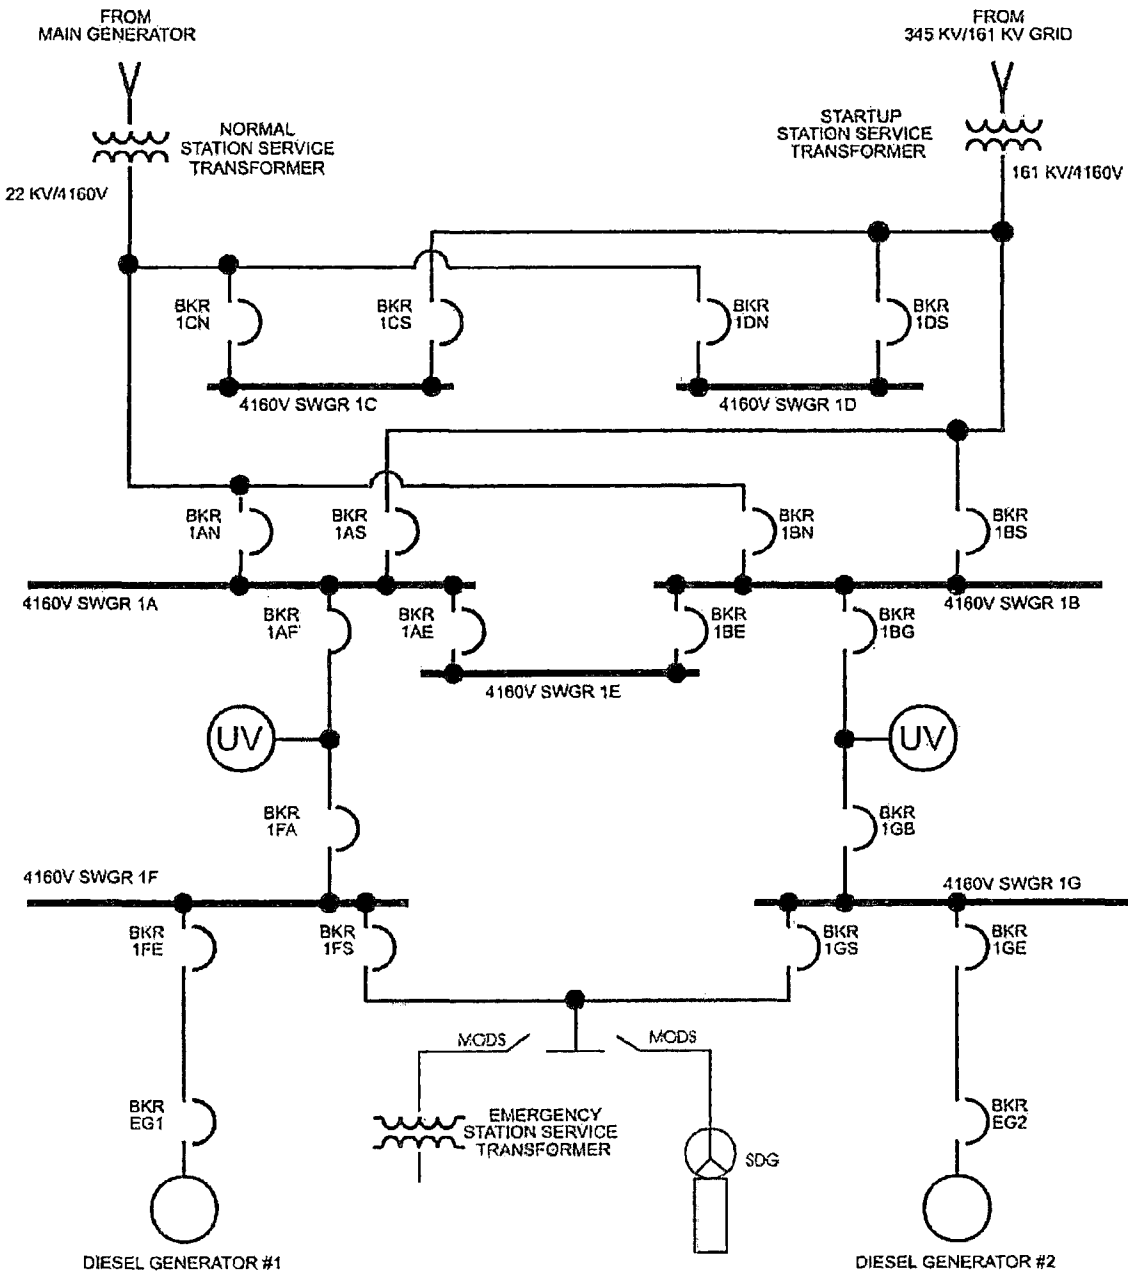 FROM
MAIN GENERATOR
FROM
345 KV/161 KV GRID
NORMAL
STATION SERVICE
TRANSFORMER
STARTUP
STATION SERVICE
TRANSFORMER
22 KV/4160V
161 KV/4160V
BKR
1CN
BKR
1CS
BKR
1DN
BKR
1DS
4160V SWGR 1C
4160V SWGR 1D
BKR
1AN
BKR
1AS
BKR
1BN
BKR
1BS
4160V SWGR 1A
4160V SWGR 1B
BKR
1AF
BKR
1AE
BKR
1BE
BKR
1BG
4160V SWGR 1E
UV
UV
BKR
1FA
BKR
1GB
4160V SWGR 1F
4160V SWGR 1G
BKR
1FE
BKR
1FS
BKR
1GS
BKR
1GE
MODS
MODS
BKR
EG1
EMERGENCY
STATION SERVICE
TRANSFORMER
SDG
BKR
EG2
DIESEL GENERATOR #1
DIESEL GENERATOR #2